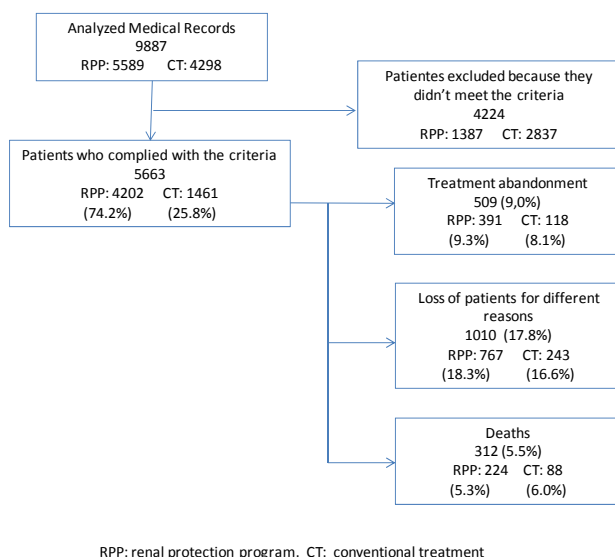 Analyzed Medical Records
9887
RPP: 5589 CT: 4298
Patientes excluded because they
didn't meet the criteria
4224
RPP: 1387 CT: 2837
Patients who complied with the criteria
5663
RPP: 4202 CT: 1461
(74.2%) (25.8%)
Treatment abandonment
509 (9,0%)
RPP: 391 CT: 118
(9.3%) (8.1%)
Loss of patients for different
reasons
1010 (17.8%)
RPP: 767 CT: 243
(18.3%) (16.6%)
Deaths
312 (5.5%)
RPP: 224 CT: 88
(5.3%) (6.0%)
RPP: renal protection program, CT: conventional treatment